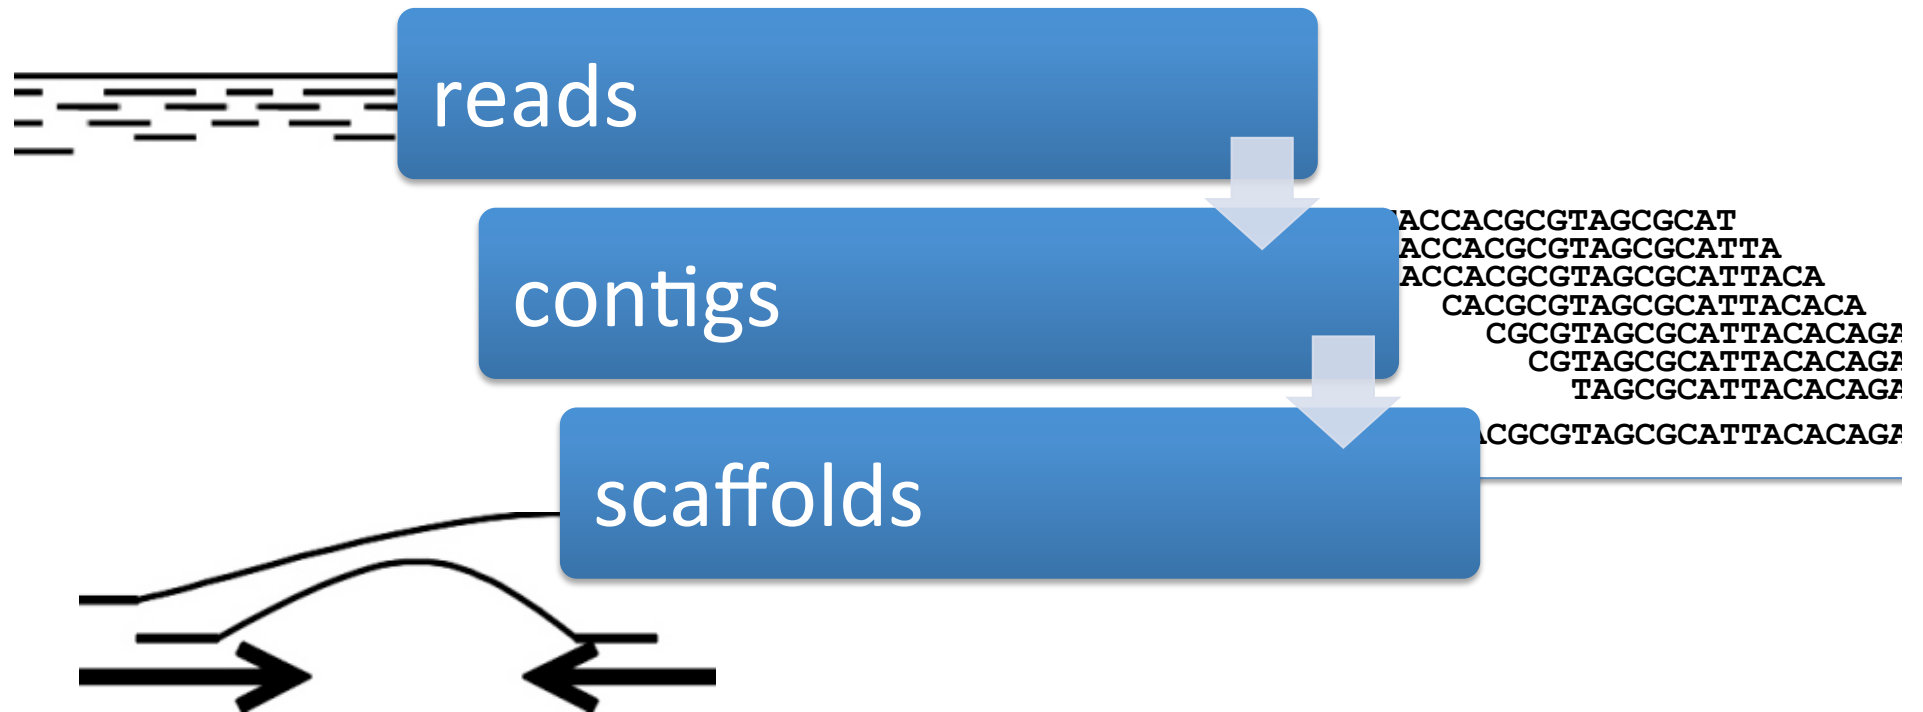 reads
contigs
ACCACGCGTAGCGCAT
ACCACGCGTAGCGCATTA
ACCACGCGTAGCGCATTACA
CACGCGTAGCGCATTACACA
CGCGTAGCGCATTACACAGA
CGTAGCGCATTACACAGA
TAGCGCATTACACAGA
CGCGTAGCGCATTACACAGA
scaffolds